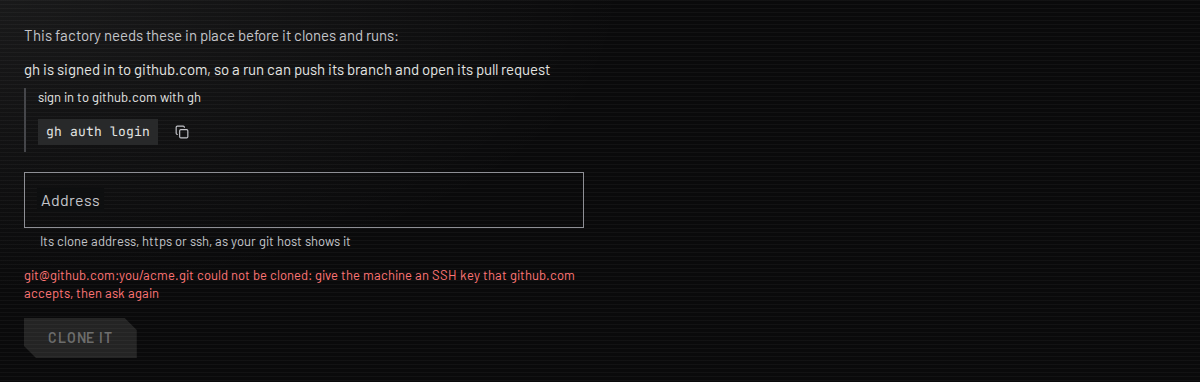 This factory needs these in place before it clones and runs:
gh is signed in to github.com, so a run can push its branch and open its pull request
sign in to github.com with gh
gh auth login
Address
Its clone address, https or ssh, as your git host shows it
git@github.com:you/acme.git could not be cloned: give the machine an SSH key that github.com
accepts, then ask again
CLONE IT